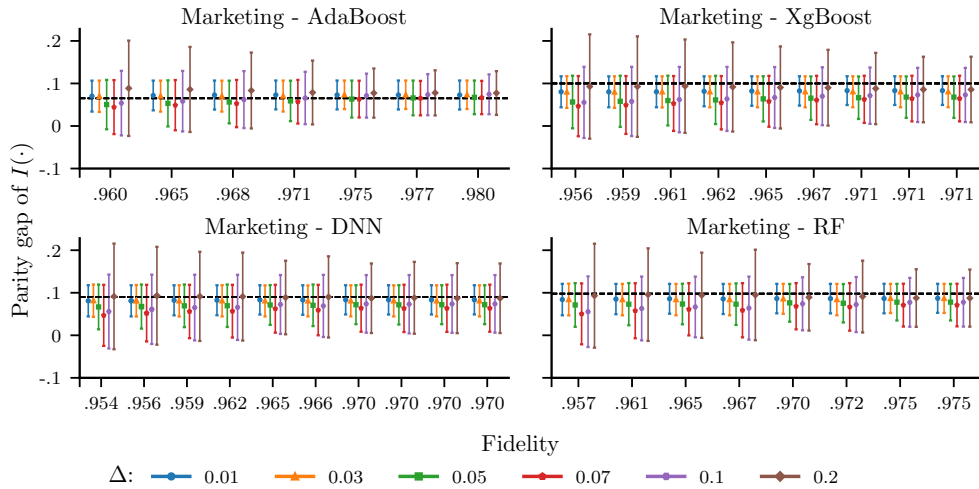 Marketing - AdaBoost
Marketing - XgBoost
.2
.1
0
-.1
.960 .965 .968 .971 .975 .977 .980
.956 .959 .961 .962 .965 .967 .971 .971 .971
Marketing - DNN
Marketing - RF
.2
.1
0
-.1
.954 .956 .959 .962 .965 .966 .970 .970 .970 .970
.957 .961 .965 .967 .970 .972 .975 .975
Parity gap of I(·)
Fidelity
Δ: 0.01 0.03 0.05 0.07 0.1 0.2